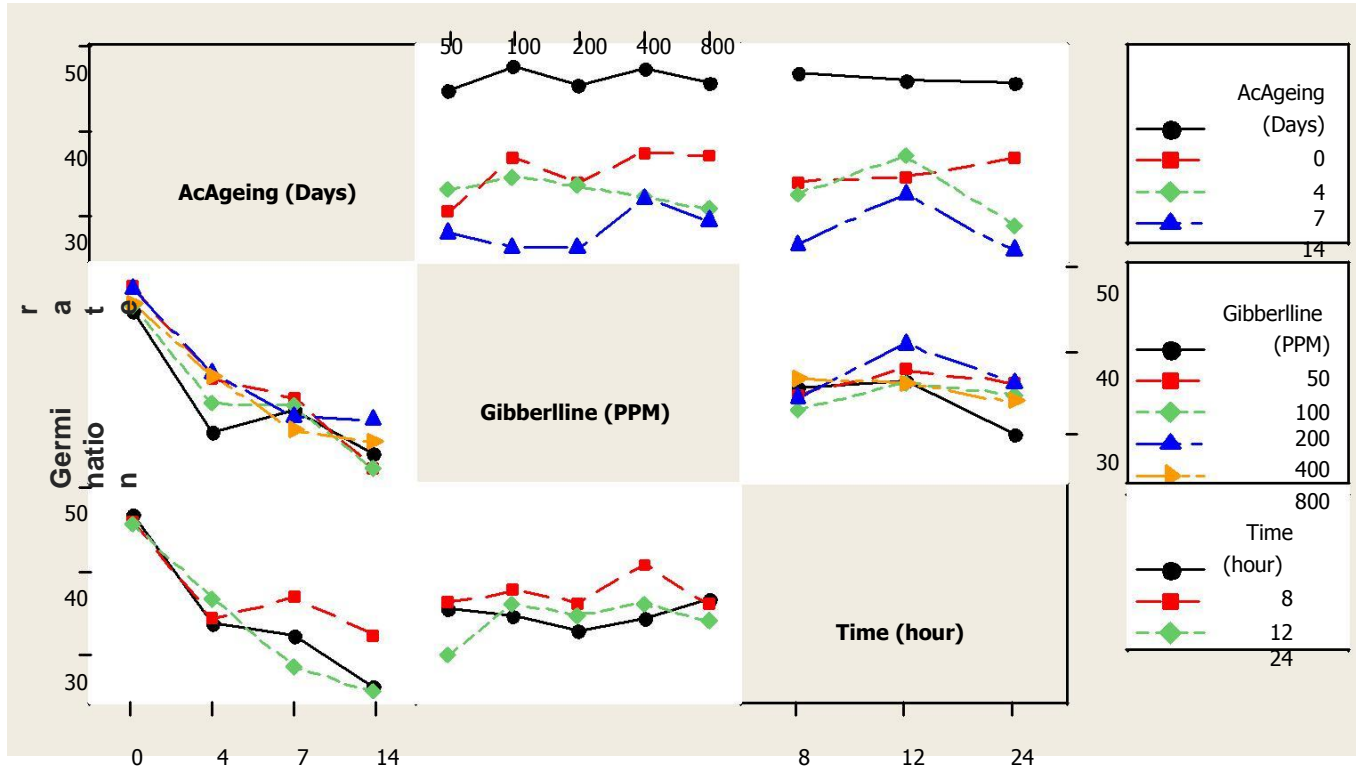 50 100 200 400 800
50
40
30
AcAgeing (Days)
AcAgeing
(Days)
0
4
7
14
r
a
t e
Germi
natio
n
Gibberlline (PPM)
50
40
30
Gibberlline
(PPM)
50
100
200
400
800
50
40
30
Time (hour)
Time
(hour)
8
12
24
0 4 7 14
8 12 24